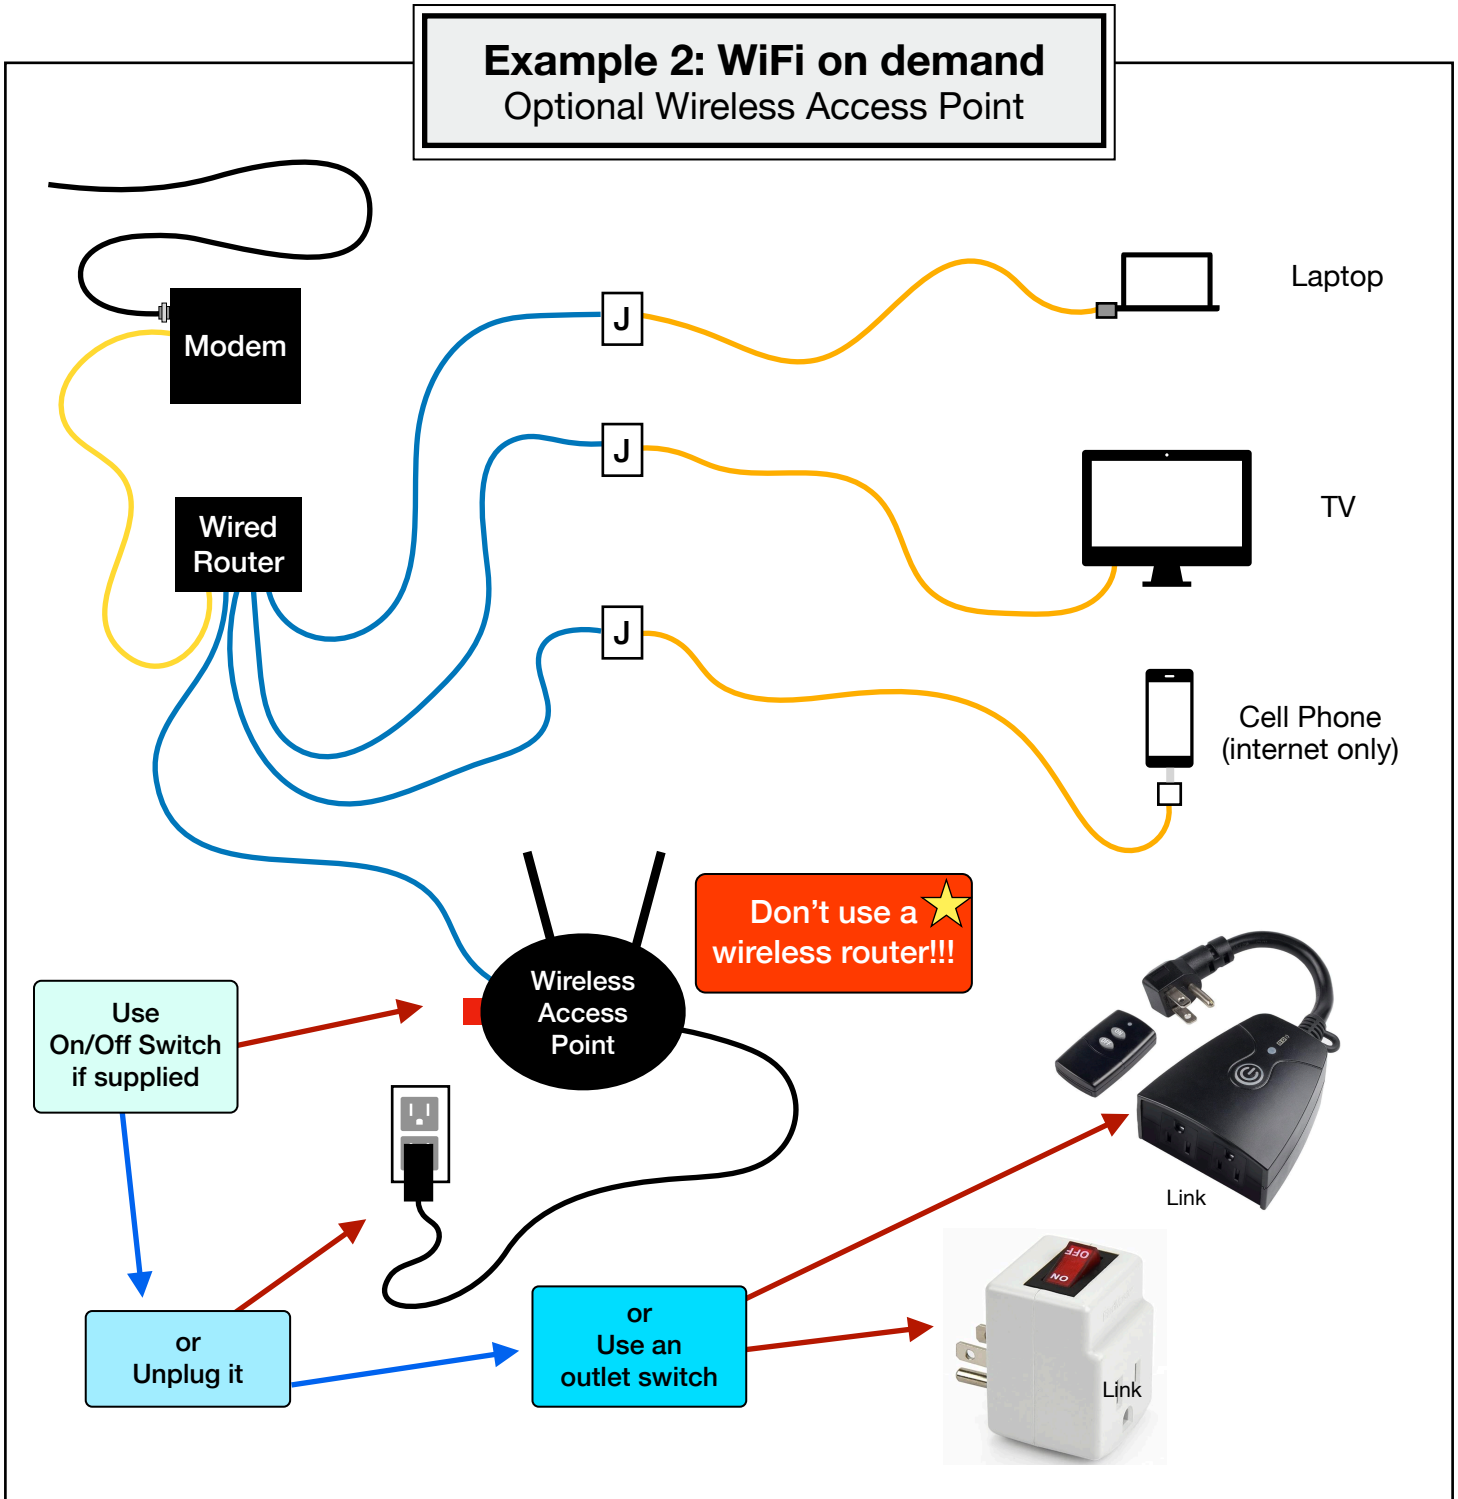 Example 2: WiFi on demand
Optional Wireless Access Point
Modem
J
Laptop
J
TV
Wired
Router
J
Cell Phone
(internet only)
Don't use a
wireless router!!!
Wireless
Access
Point
Use
On/Off Switch
if supplied
Link
or
Unplug it
or
Use an
outlet switch
OFF
ON
Link